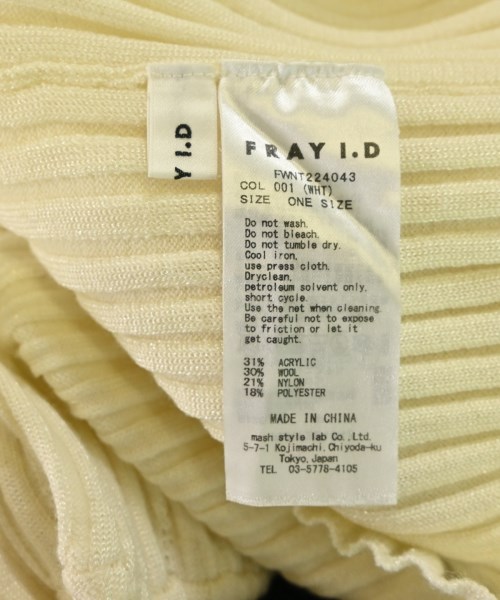 Y I.D
FRAY I.D
FWNT224043
COL 001 (WHT)
SIZE ONE SIZE
Do not wash.
Do not bleach.
Do not tumble dry.
Cool iron,
use press cloth.
Dryclean,
petroleum solvent only,
short cycle.
Use the net when cleaning.
Be careful not to expose
to friction or let it
get caught.
31% ACRYLIC
30% WOOL
21% NYLON
18% POLYESTER
MADE IN CHINA
mash style lab Co.,Ltd.
5-7-1 Kojimachi,Chiyoda-ku
Tokyo,Japan
TEL 03-5778-4105